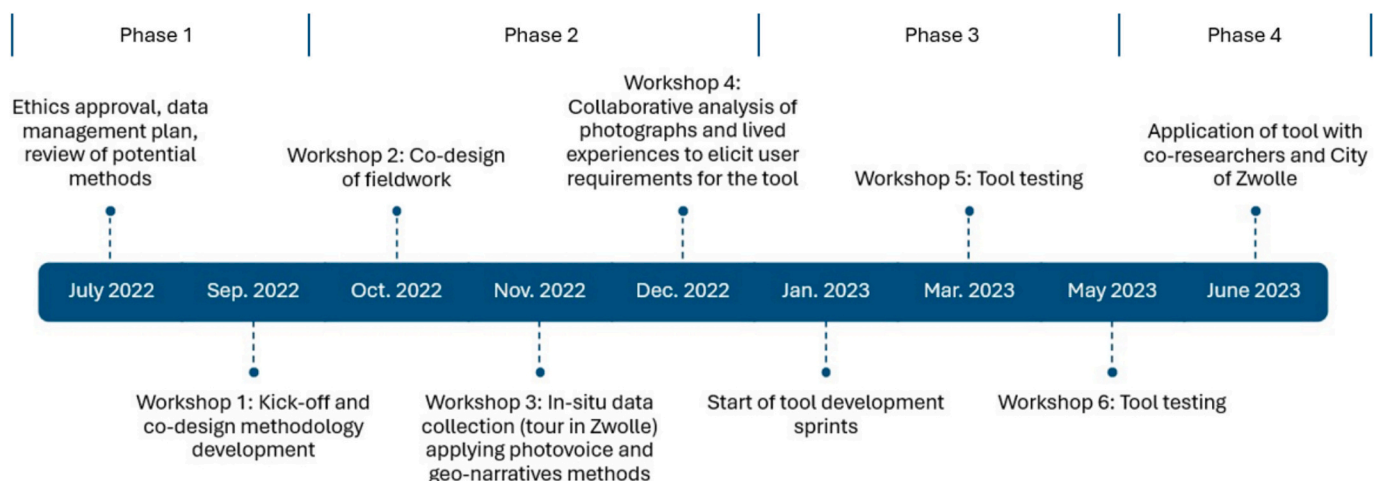 Phase 1
Phase 2
Phase 3
Phase 4
Ethics approval, data
management plan,
review of potential
methods
Workshop 2: Co-design
of fieldwork
Workshop 4:
Collaborative analysis of
photographs and lived
experiences to elicit user
requirements for the tool
Workshop 5: Tool testing
Application of tool with
co-researchers and City
of Zwolle
July 2022
Sep. 2022
Oct. 2022
Nov. 2022
Dec. 2022
Jan. 2023
Mar. 2023
May 2023
June 2023
Workshop 1: Kick-off and
co-design methodology
development
Workshop 3: In-situ data
collection (tour in Zwolle)
applying photovoice and
geo-narratives methods
Start of tool development
sprints
Workshop 6: Tool testing